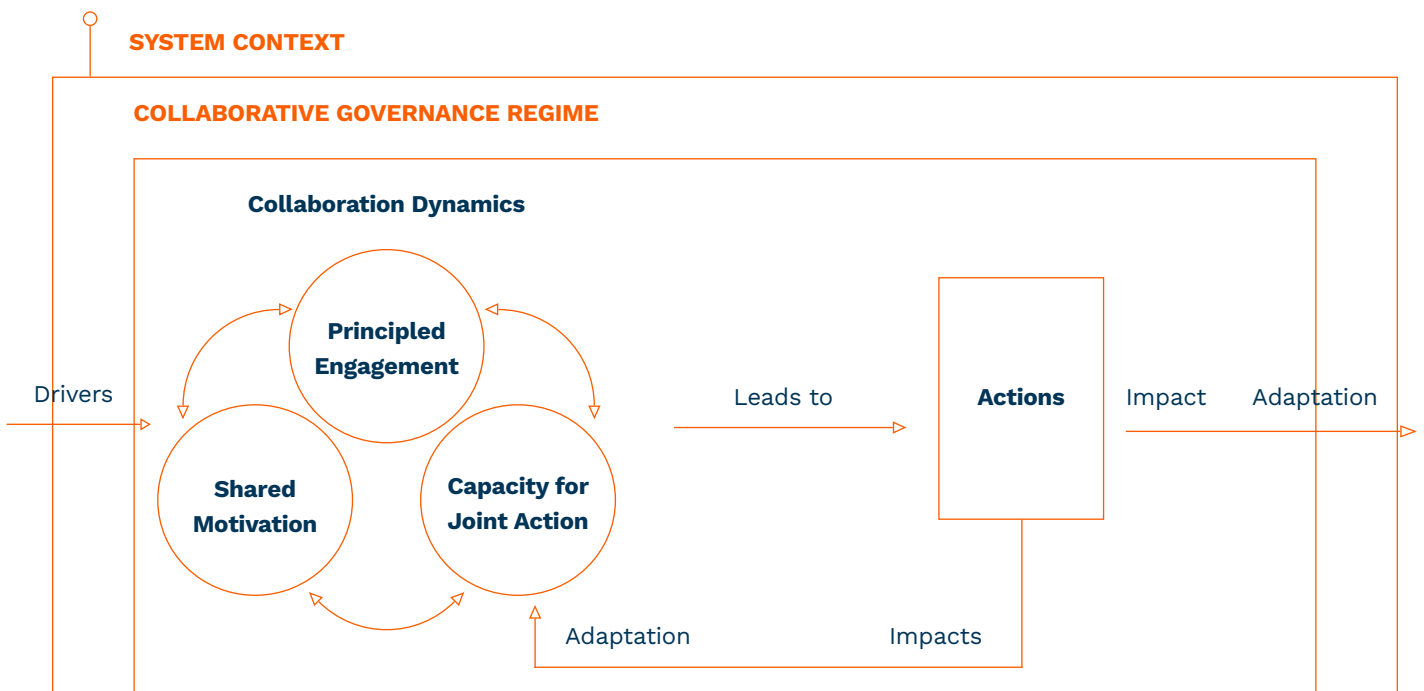 SYSTEM CONTEXT
COLLABORATIVE GOVERNANCE REGIME
Collaboration Dynamics
Principled
Engagement
Drivers
Leads to
Actions
Impact
Adaptation
Shared
Motivation
Capacity for
Joint Action
Adaptation
Impacts